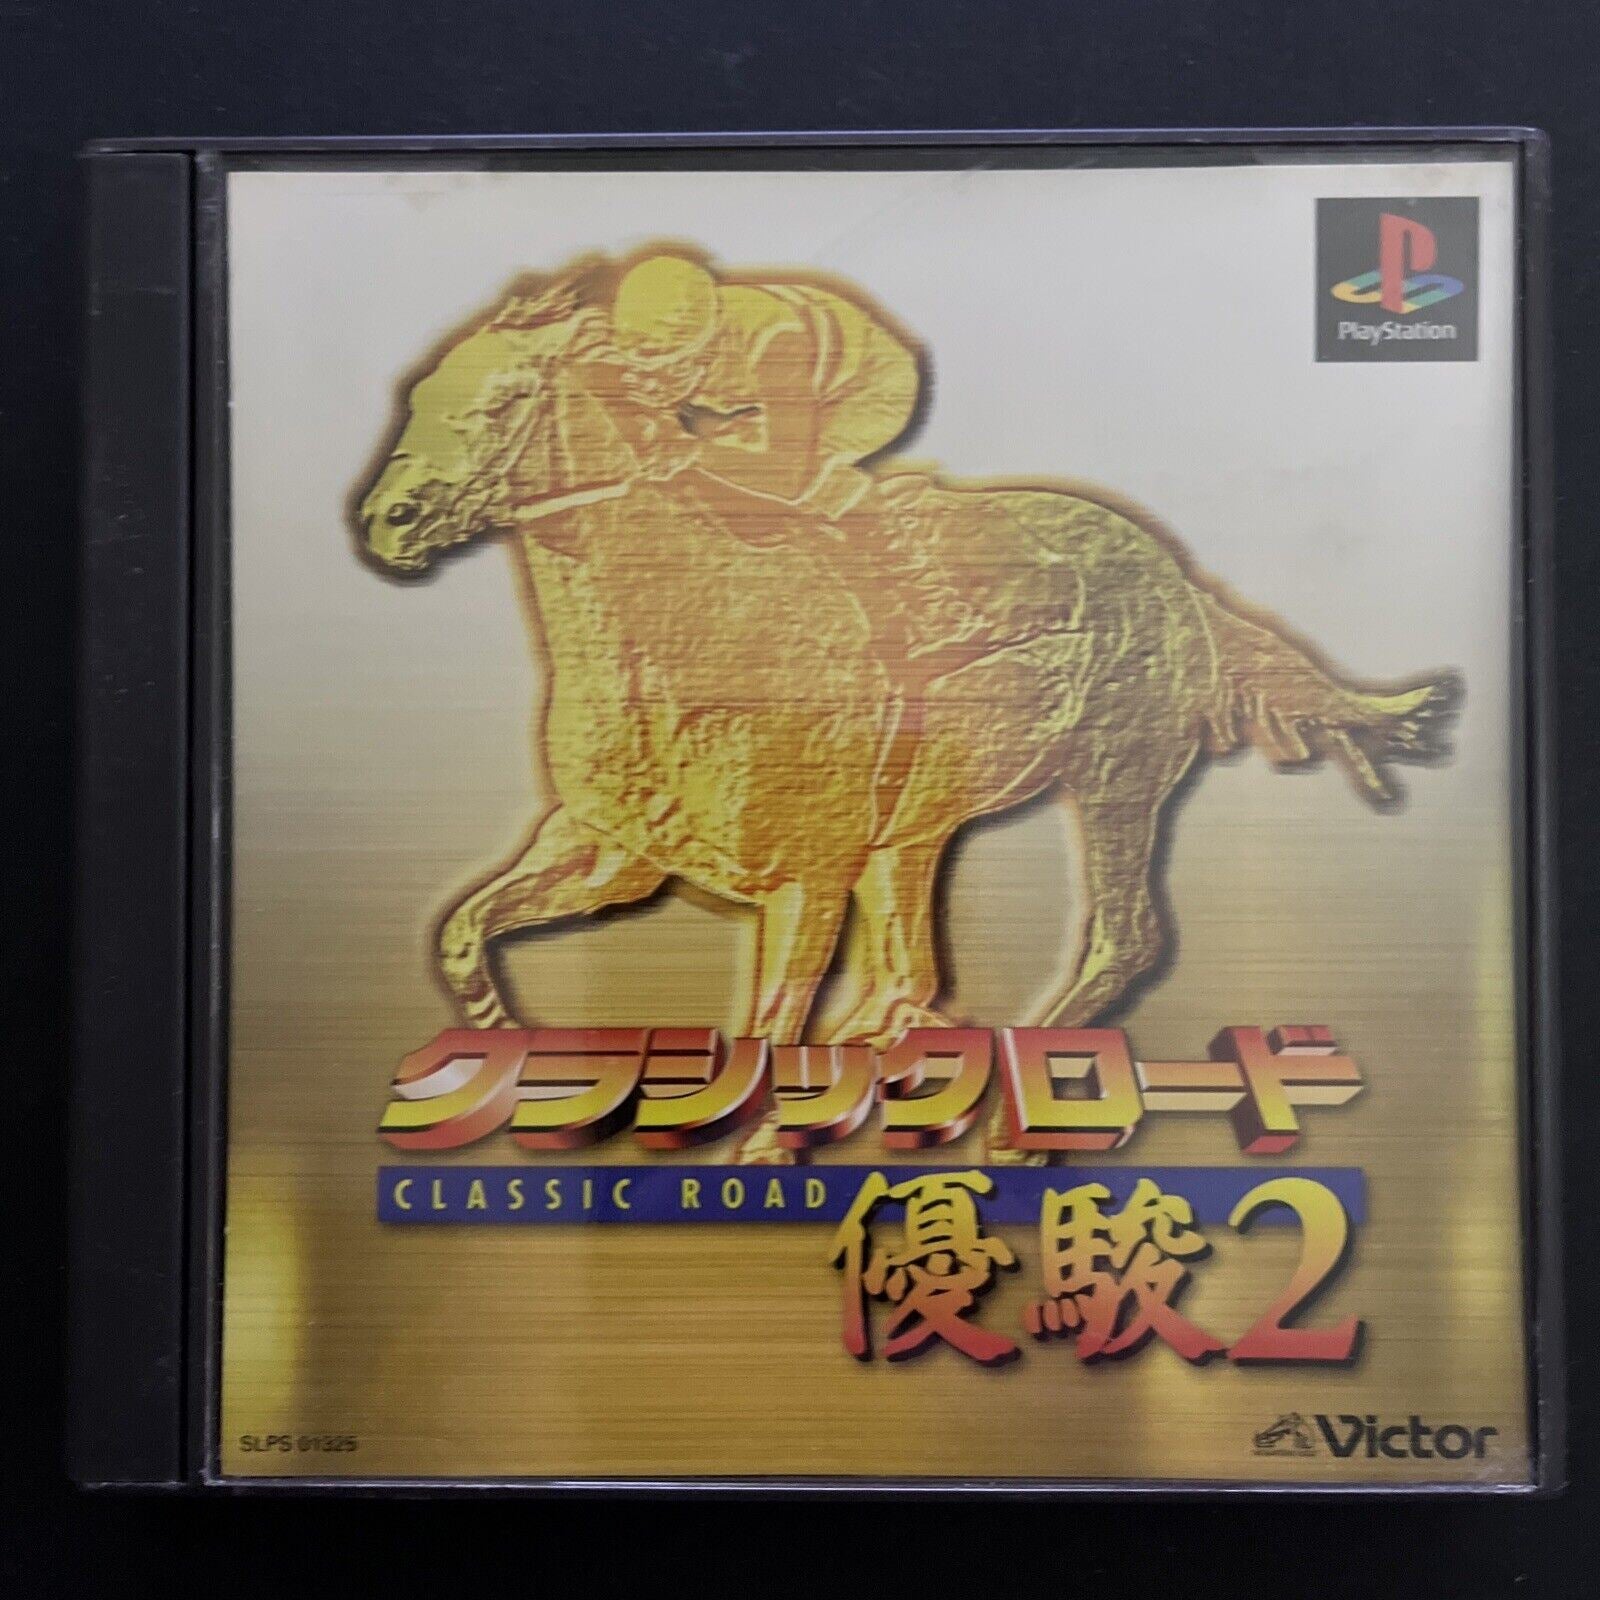 PlayStation
クラシックロード
CLASSIC ROAD
優駿2
SLPS 01325
Victor